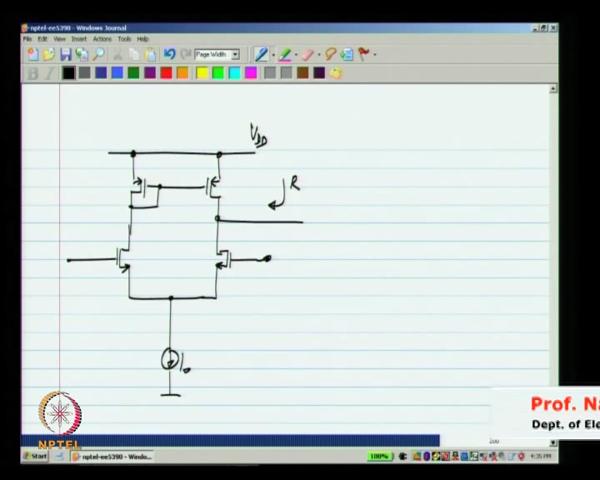 nptel-ee5390 - Windows Journal
File Edit View Insert Actions Tools Help
Page Width
B I
VDD
R
I0
Prof. Na
Dept. of Ele
NPTEL
Start
nptel-ee5390 - Windo...
100%
4:35 PM